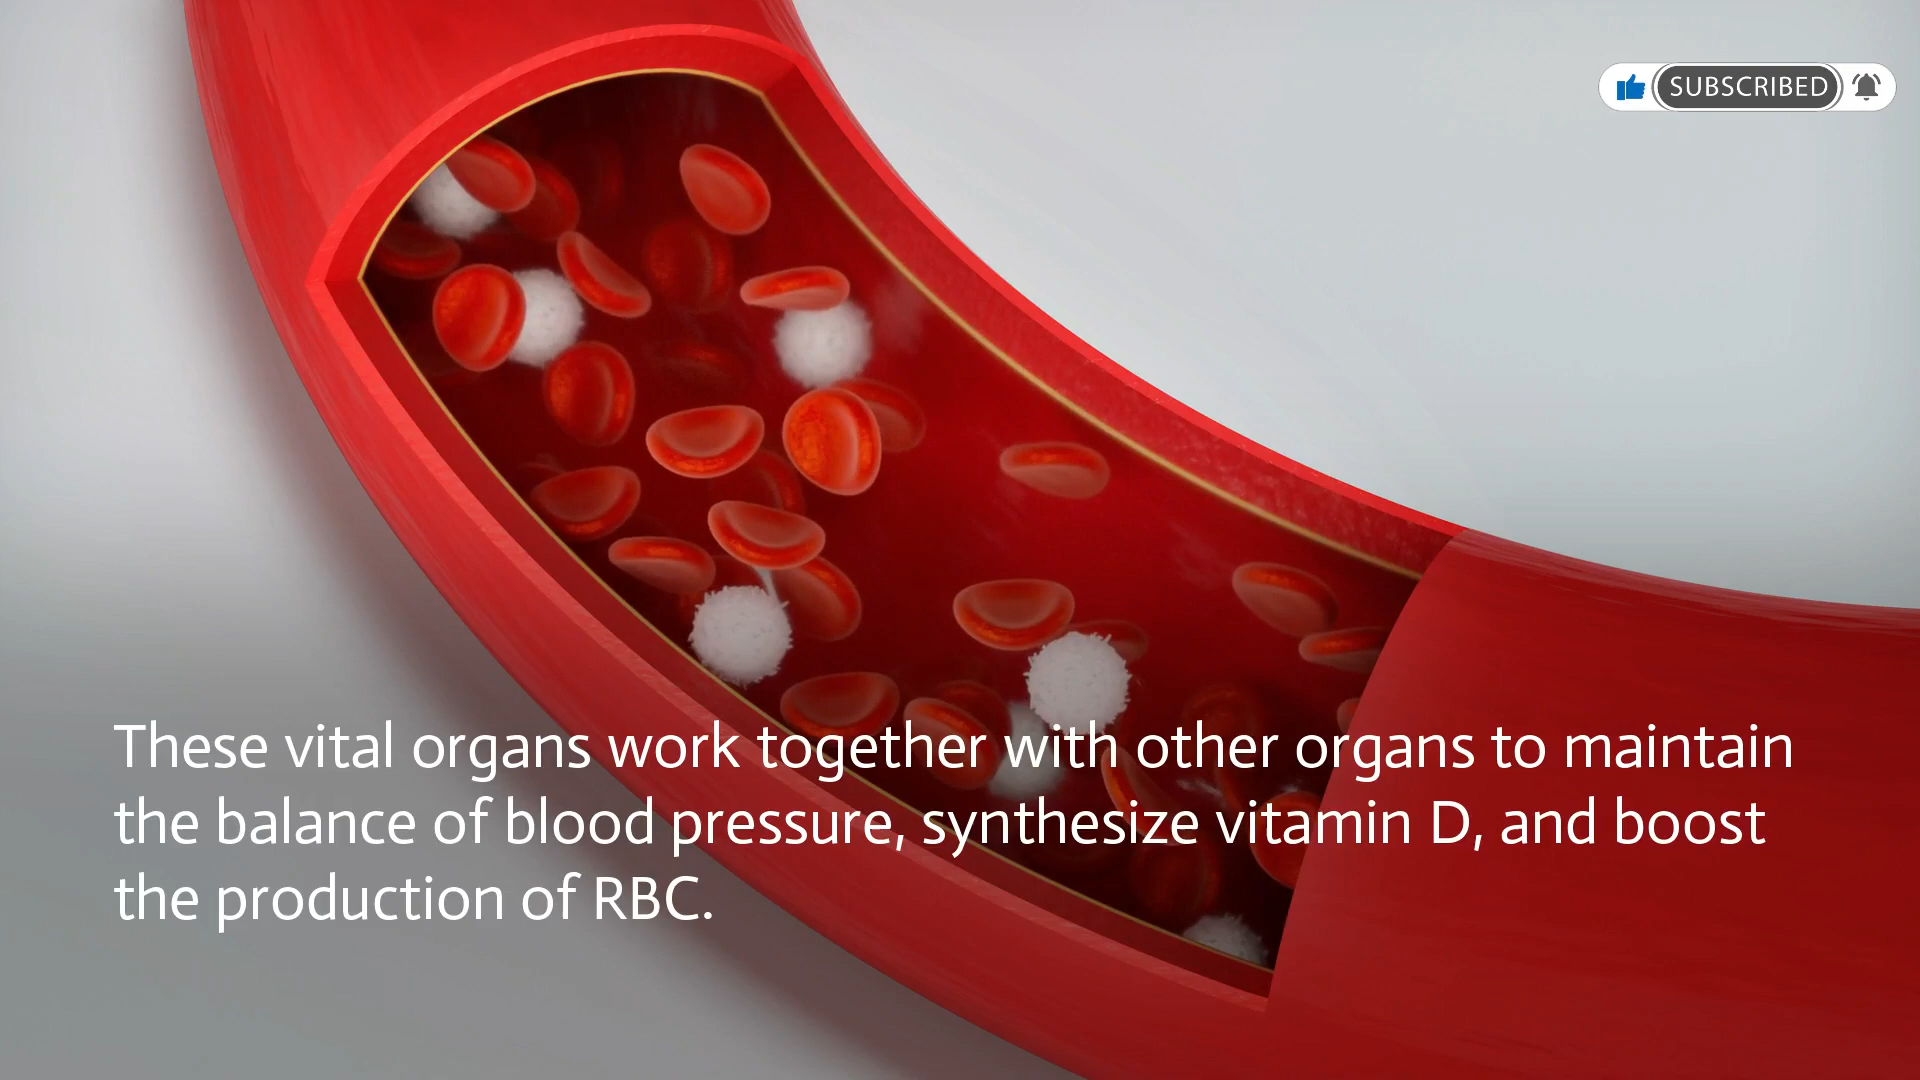 SUBSCRIBED
These vital organs work together with other organs to maintain
the balance of blood pressure, synthesize vitamin D, and boost
the production of RBC.